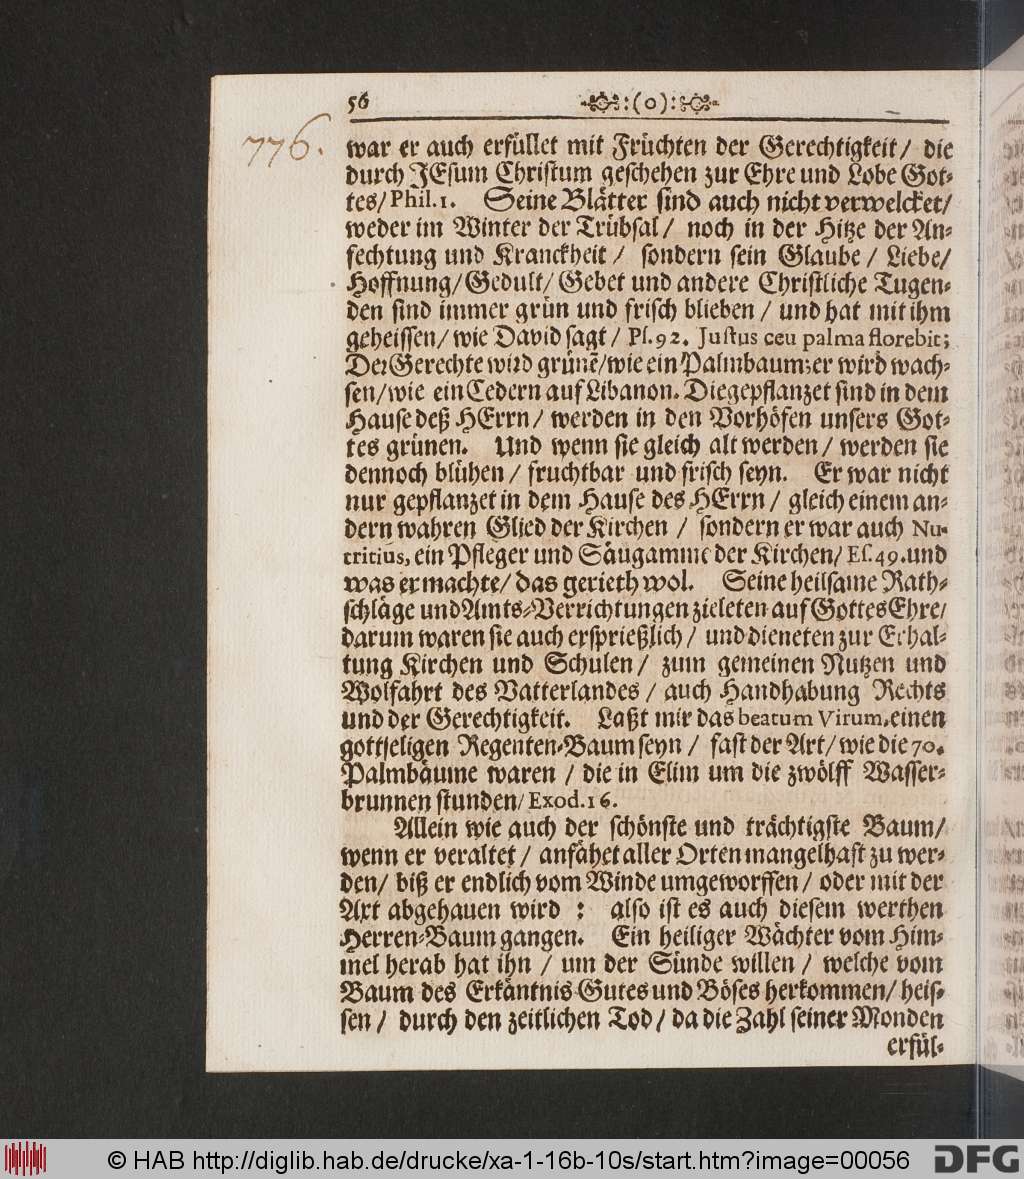 56 :(o):
776.
war er auch erfüllet mit Früchten der Gerechtigkeit/ die
durch JEsum Christum geschehen zur Ehre und Lobe Got-
tes/ Phil. 1. Seine Blätter sind auch nicht verwelcket/
weder im Winter der Trübsal/ noch in der Hitze der An-
fechtung und Kranckheit/ sondern sein Glaube/ Liebe/
Hoffnung/ Gedult/ Gebet und andere Christliche Tugen-
den sind immer grün und frisch blieben/ und hat mit ihm
geheissen/ wie David sagt/ Ps. 92. Justus ceu palma florebit;
Der Gerechte wird grünẽ/ wie ein Palmbaum; er wird wach-
sen/ wie ein Cedern auf Libanon. Die gepflanzet sind in dem
Hause deß HErrn/ werden in den Vorhöfen unsers Got-
tes grünen. Und wenn sie gleich alt werden/ werden sie
dennoch blühen/ fruchtbar und frisch seyn. Er war nicht
nur gepflanzet in dem Hause des HErrn/ gleich einem an-
dern wahren Glied der Kirchen/ sondern er war auch Nu-
tritius, ein Pfleger und Säugamme der Kirchen/ Es. 49. und
was er machte/ das gerieth wol. Seine heilsame Rath-
schläge und Amts-Verrichtungen zieleten auf Gottes Ehre/
darum waren sie auch ersprießlich/ und dieneten zur Erhal-
tung Kirchen und Schulen/ zum gemeinen Nutzen und
Wolfahrt des Vatterlandes/ auch Handhabung Rechts
und der Gerechtigkeit. Laßt mir das beatum Virum, einen
gottseligen Regenten-Baum seyn/ fast der Art/ wie die 70.
Palmbäume waren/ die in Elim um die zwölff Wasser-
brunnen stunden/ Exod. 16.
Allein wie auch der schönste und trächtigste Baum/
wenn er veraltet/ anfähet aller Orten mangelhaft zu wer-
den/ biß er endlich vom Winde umgeworffen/ oder mit der
Axt abgehauen wird: also ist es auch diesem werthen
Herren-Baum gangen. Ein heiliger Wächter vom Him-
mel herab hat ihn/ um der Sünde willen/ welche vom
Baum des Erkäntnis Gutes und Böses herkommen/ heis-
sen/ durch den zeitlichen Tod/ da die Zahl seiner Monden
erfül-
© HAB http://diglib.hab.de/drucke/xa-1-16b-10s/start.htm?image=00056
DFG